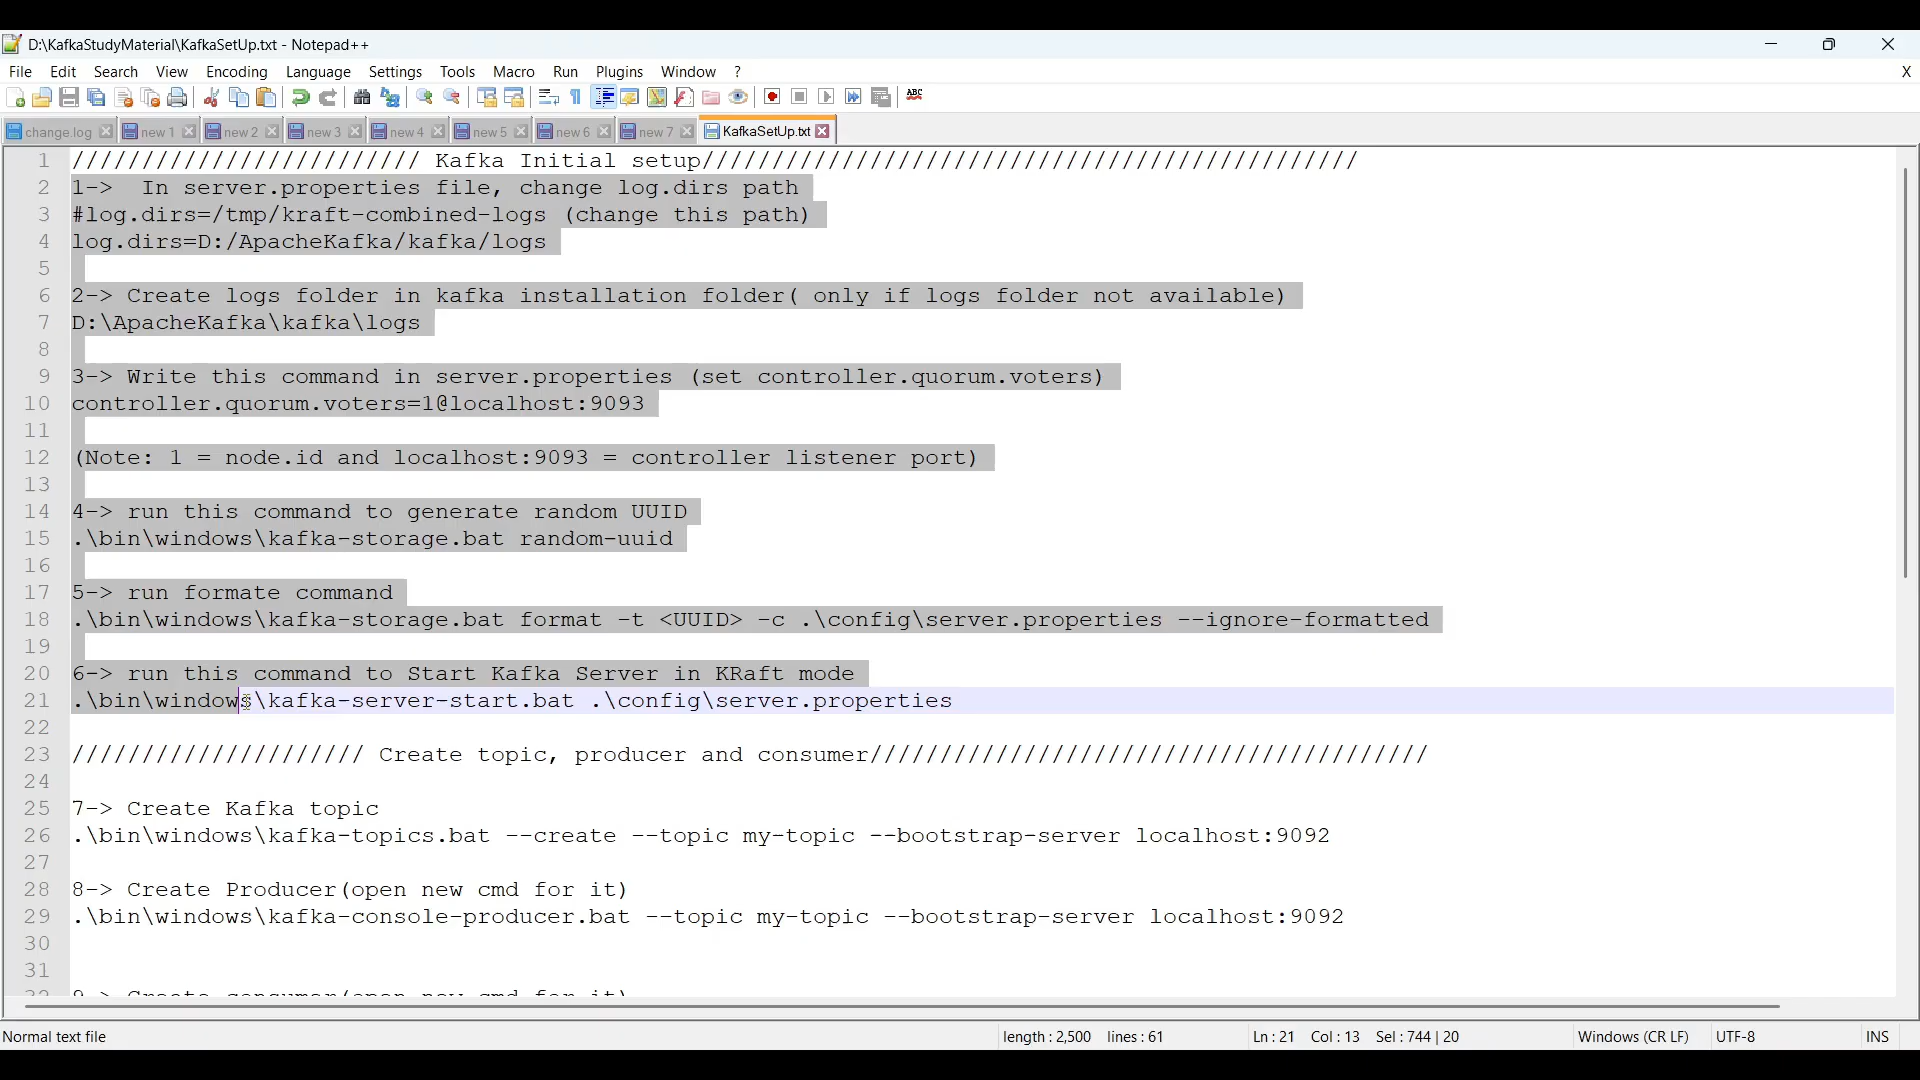 D:\KafkaStudyMaterial\KafkaSetUp.txt - Notepad++
File Edit Search View Encoding Language Settings Tools Macro Run Plugins Window ? X
ABC
change.log new 1 new 2 new 3 new 4 new 5 new 6 new 7 KafkaSetUp.txt
1 ///////////////////////// Kafka Initial setup///////////////////////////////////////////////
2 1-> In server.properties file, change log.dirs path
3 #log.dirs=/tmp/kraft-combined-logs (change this path)
4 log.dirs=D:/ApacheKafka/kafka/logs
5
6 2-> Create logs folder in kafka installation folder( only if logs folder not available)
7 D:\ApacheKafka\kafka\logs
8
9 3-> Write this command in server.properties (set controller.quorum.voters)
10 controller.quorum.voters=1@localhost:9093
11
12 (Note: 1 = node.id and localhost:9093 = controller listener port)
13
14 4-> run this command to generate random UUID
15 .\bin\windows\kafka-storage.bat random-uuid
16
17 5-> run formate command
18 .\bin\windows\kafka-storage.bat format -t <UUID> -c .\config\server.properties --ignore-formatted
19
20 6-> run this command to Start Kafka Server in KRaft mode
21 .\bin\windows\kafka-server-start.bat .\config\server.properties
22
23 ///////////////////// Create topic, producer and consumer////////////////////////////////////////
24
25 7-> Create Kafka topic
26 .\bin\windows\kafka-topics.bat --create --topic my-topic --bootstrap-server localhost:9092
27
28 8-> Create Producer(open new cmd for it)
29 .\bin\windows\kafka-console-producer.bat --topic my-topic --bootstrap-server localhost:9092
30
31
32 9-> Create consumer(open new cmd for it)
Normal text file length : 2,500 lines : 61 Ln : 21 Col : 13 Sel : 744 | 20 Windows (CR LF) UTF-8 INS